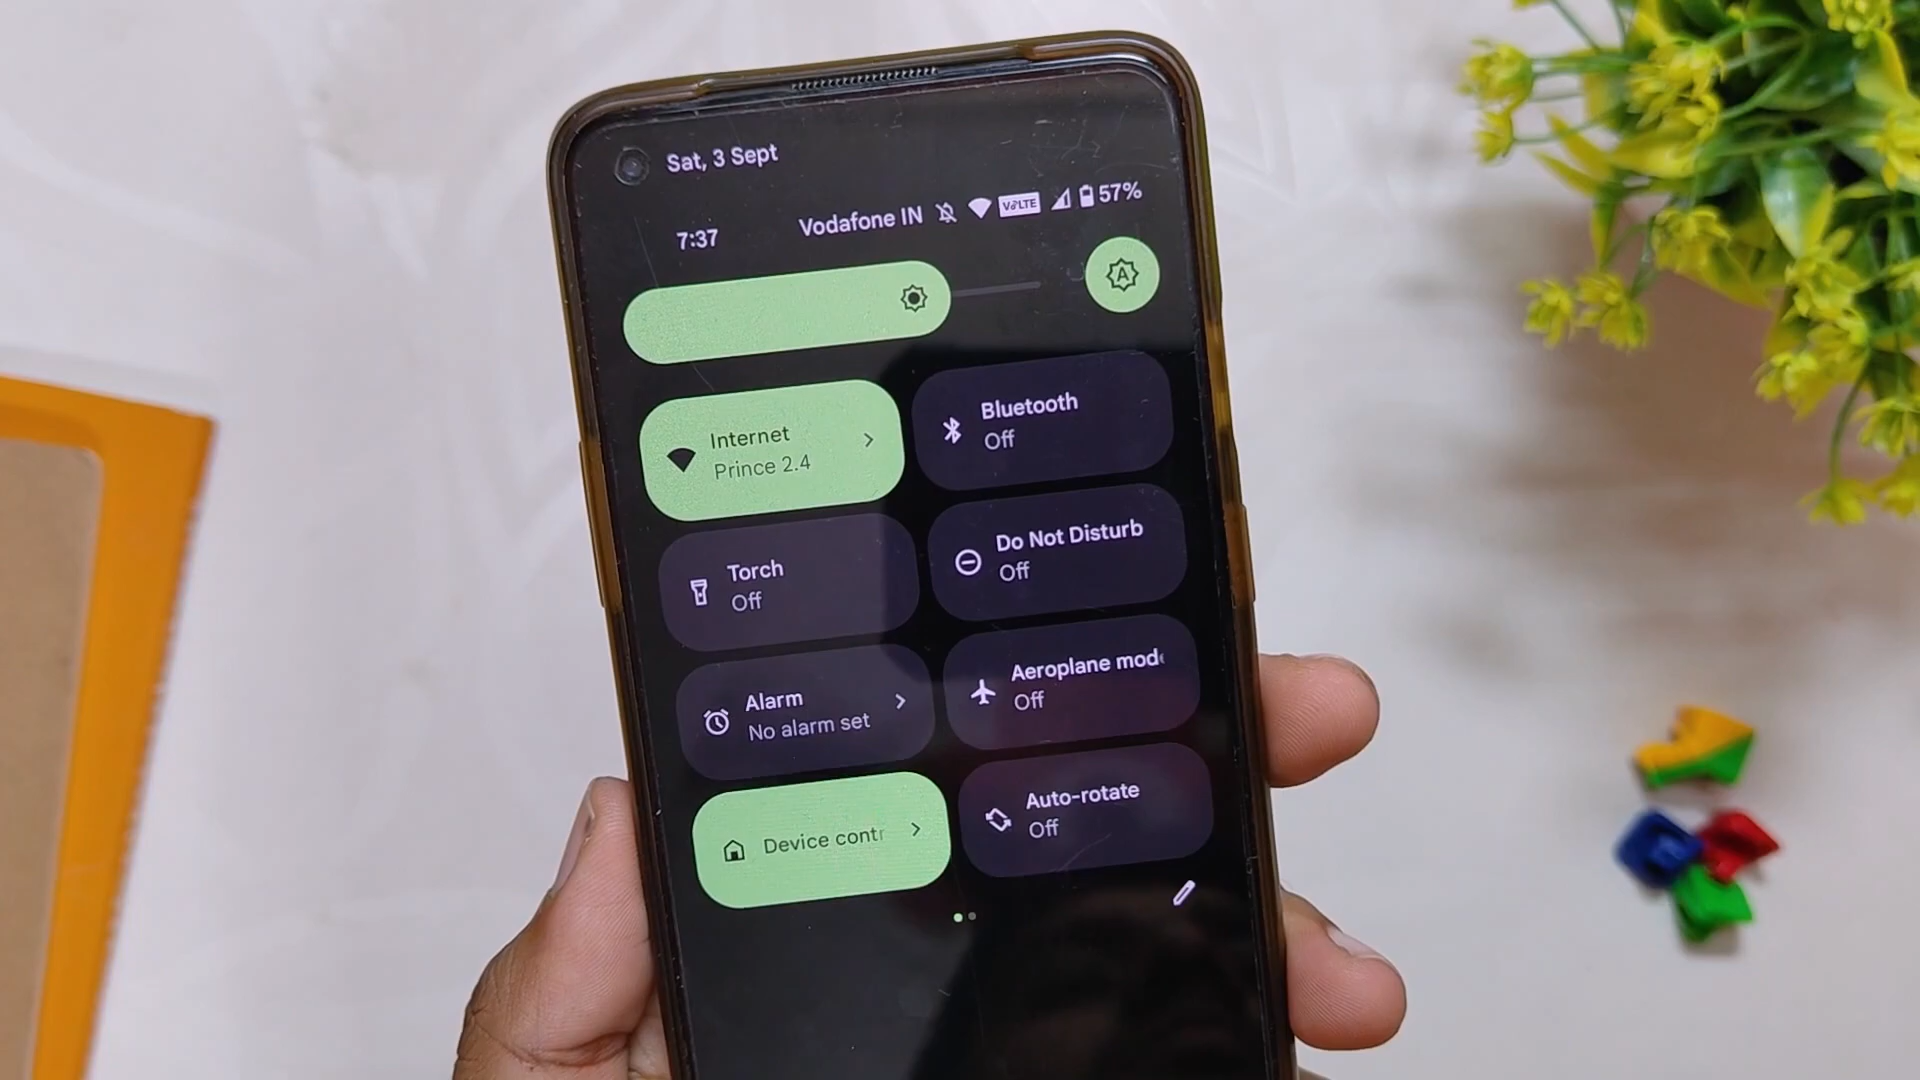 Sat, 3 Sept
7:37
Vodafone IN
VoLTE
57%
A
Internet
Prince 2.4
Bluetooth
Off
Torch
Off
Do Not Disturb
Off
Alarm
No alarm set
Aeroplane mod
Off
Device contr
Auto-rotate
Off